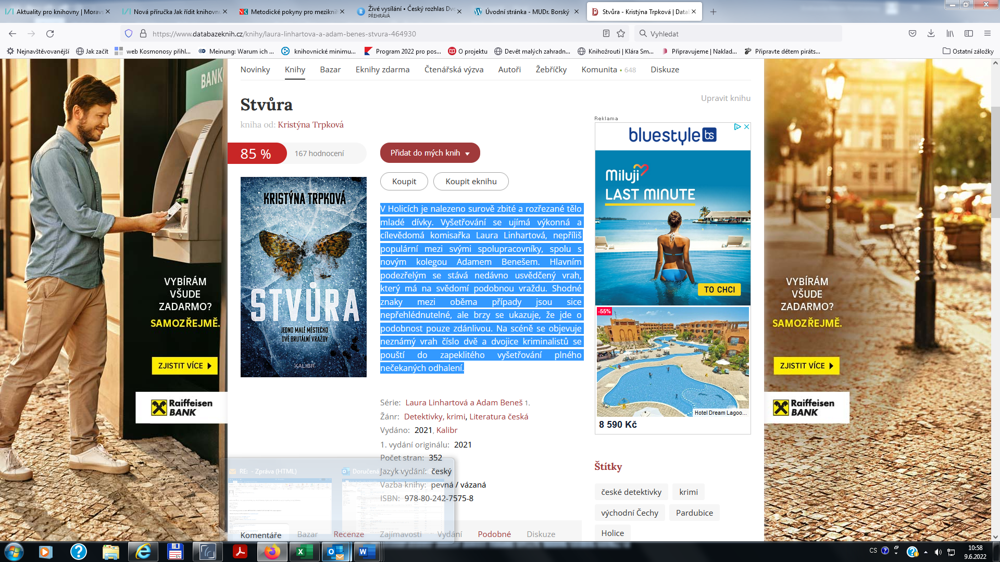 Aktuality pro knihovny | Moravs
Nová příručka Jak řídit knihovnu
Metodické pokyny pro meziknih
Živé vysílání • Český rozhlas Dvo
PŘEHRÁVÁ
Úvodní stránka - MUDr. Borský
Stvůra - Kristýna Trpková | Datab
https://www.databazeknih.cz/knihy/laura-linhartova-a-adam-benes-stvura-464930
Vyhledat
Nejnavštěvovanější
Jak začít
web Kosmonosy přihl...
Meinung: Warum ich ...
knihovnické minimu...
Program 2022 pro pos...
O projektu
Devět malých zahradn...
Knihožrouti | Klára Sm...
Připravujeme | Naklad...
Připravte dětem piráts...
Ostatní záložky
Novinky Knihy Bazar Eknihy zdarma Čtenářská výzva Autoři Žebříčky Komunita • 648 Diskuze
Stvůra
Upravit knihu
kniha od: Kristýna Trpková
85 %
167 hodnocení
Přidat do mých knih
Koupit
Koupit eknihu
KRISTÝNA TRPKOVÁ
STVŮRA
JEDNO MALÉ MĚSTEČKO
DVĚ BRUTÁLNÍ VRAŽDY
KALIBR
V Holicích je nalezeno surově zbité a rozřezané tělo
mladé dívky. Vyšetřování se ujímá výkonná a
cílevědomá komisařka Laura Linhartová, nepříliš
populární mezi svými spolupracovníky, spolu s
novým kolegou Adamem Benešem. Hlavním
podezřelým se stává nedávno usvědčený vrah,
který má na svědomí podobnou vraždu. Shodné
znaky mezi oběma případy jsou sice
nepřehlédnutelné, ale brzy se ukazuje, že jde o
podobnost pouze zdánlivou. Na scéně se objevuje
neznámý vrah číslo dvě a dvojice kriminalistů se
pouští do zapeklitého vyšetřování plného
nečekaných odhalení.
Série: Laura Linhartová a Adam Beneš 1.
Žánr: Detektivky, krimi, Literatura česká
Vydáno: 2021, Kalibr
1. vydání originálu: 2021
Počet stran: 352
Jazyk vydání: český
Vazba knihy: pevná / vázaná
ISBN: 978-80-242-7575-8
RE: - Zpráva (HTML)
Doručená
Komentáře Bazar Recenze Zajímavosti Vydání Podobné Diskuze
Reklama
bluestyle bs
Miluji
LAST MINUTE
TO CHCI
-55%
Hotel Dream Lagoo...
8 590 Kč
Štítky
české detektivky
krimi
východní Čechy
Pardubice
Holice
BANK
VYBÍRÁM
VŠUDE
ZADARMO?
SAMOZŘEJMĚ.
ZJISTIT VÍCE
Raiffeisen
BANK
VYBÍRÁM
VŠUDE
ZADARMO?
SAMOZŘEJMĚ.
ZJISTIT VÍCE
Raiffeisen
BANK
CS
10:58
9.6.2022